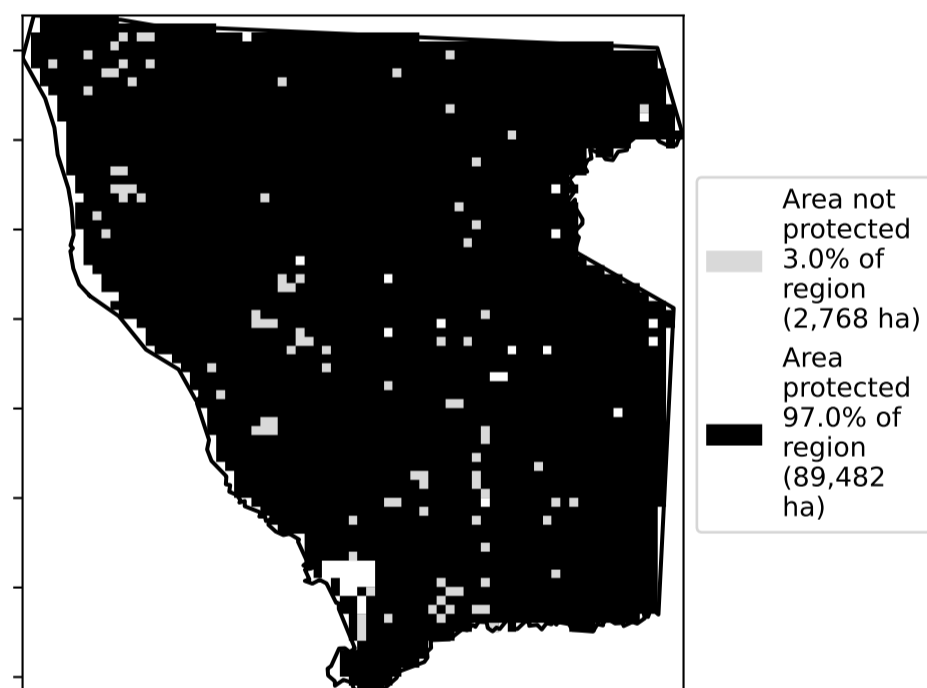 Area not
protected
3.0% of
region
(2,768 ha)
Area
protected
97.0% of
region
(89,482
ha)